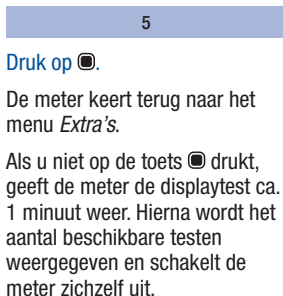 5
Druk op .
De meter keert terug naar het
menu Extra's.
Als u niet op de toets drukt,
geeft de meter de displaytest ca.
1 minuut weer. Hierna wordt het
aantal beschikbare testen
weergegeven en schakelt de
meter zichzelf uit.